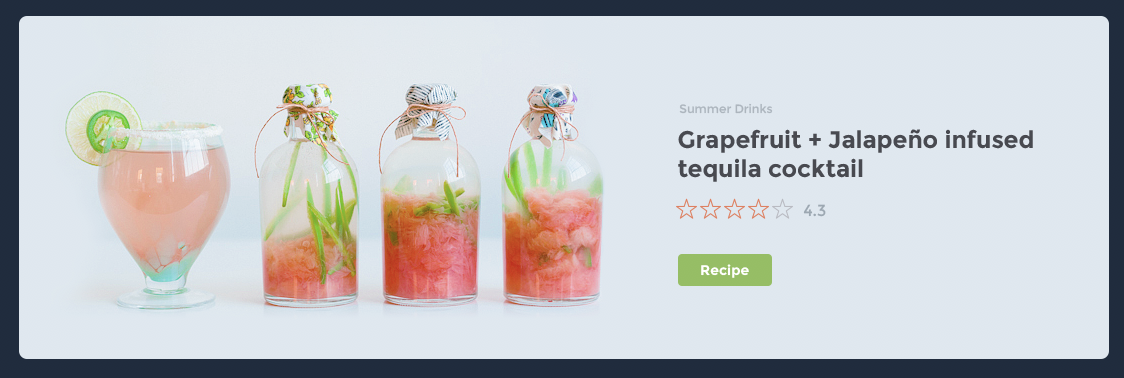 Summer Drinks
Grapefruit + Jalapeño infused
tequila cocktail
4.3
Recipe